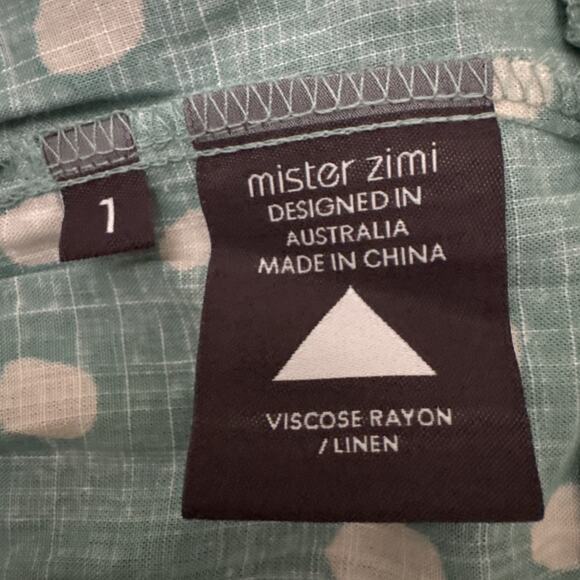 1
mister zimi
DESIGNED IN
AUSTRALIA
MADE IN CHINA
VISCOSE RAYON
/ LINEN